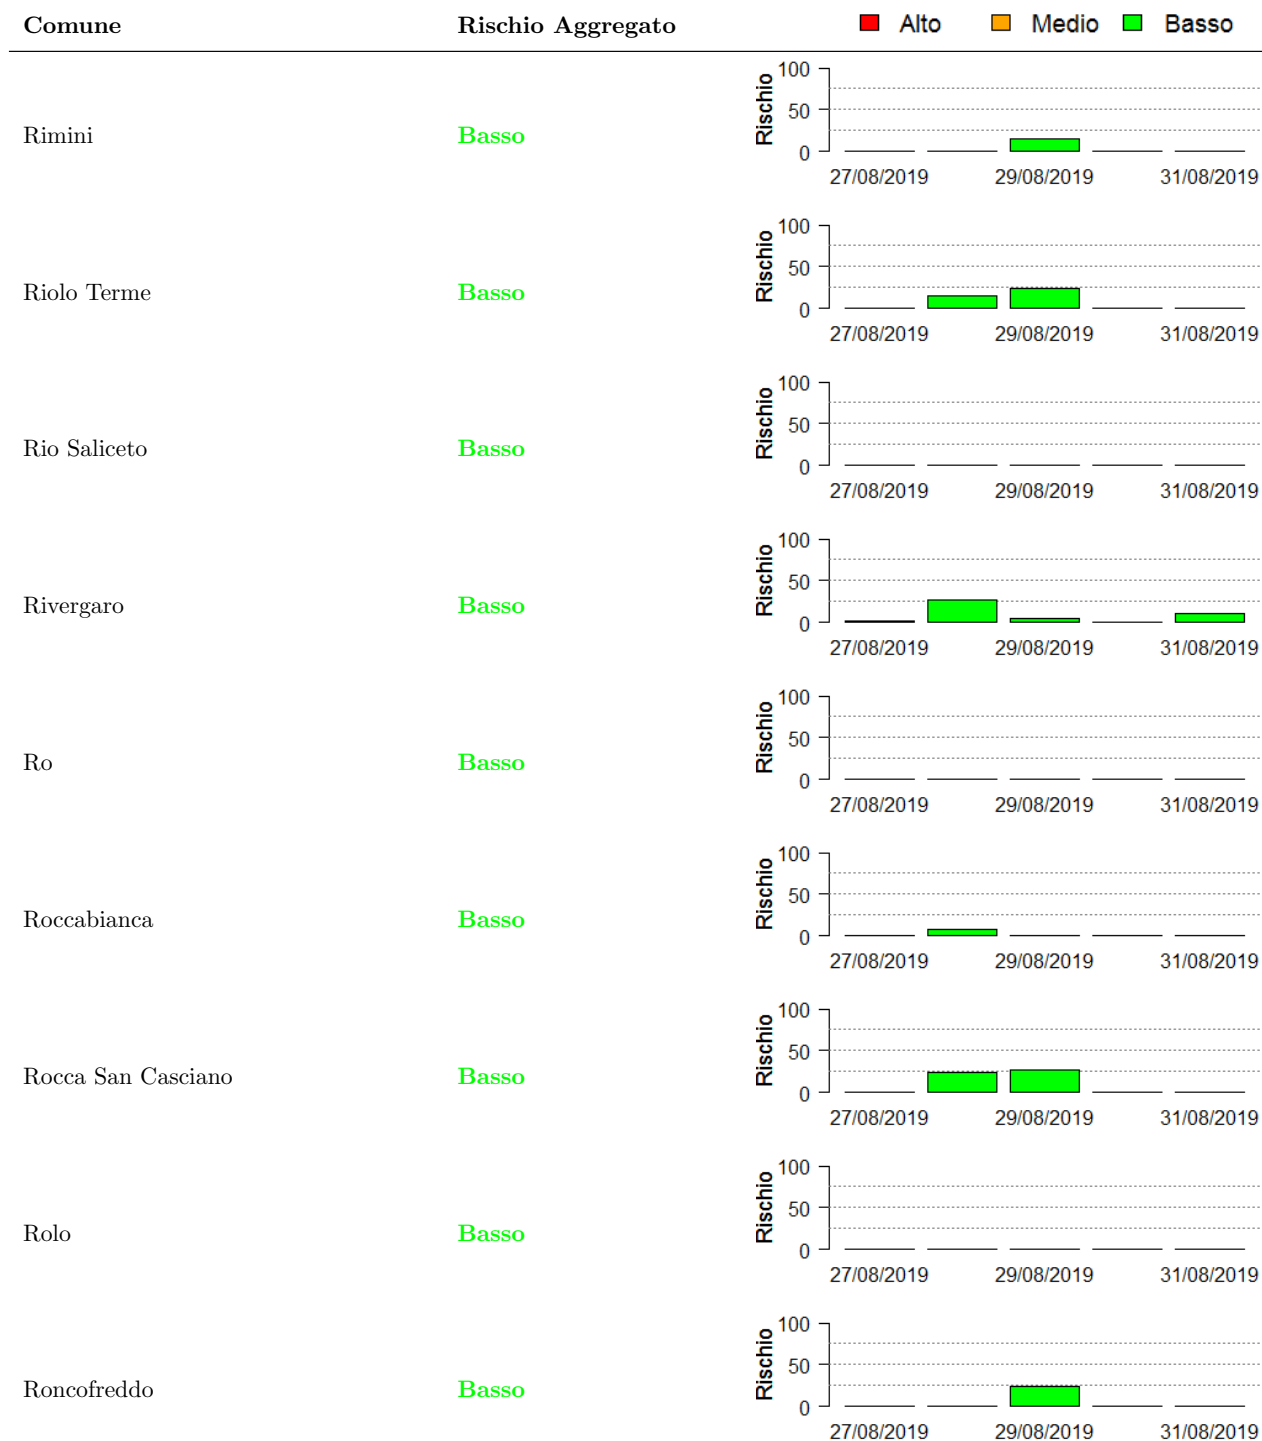 Comune Rischio Aggregato Alto Medio Basso
Rimini Basso Rischio 100 50 0
27/08/2019 29/08/2019 31/08/2019
Riolo Terme Basso Rischio 100 50 0
27/08/2019 29/08/2019 31/08/2019
Rio Saliceto Basso Rischio 100 50 0
27/08/2019 29/08/2019 31/08/2019
Rivergaro Basso Rischio 100 50 0
27/08/2019 29/08/2019 31/08/2019
Ro Basso Rischio 100 50 0
27/08/2019 29/08/2019 31/08/2019
Roccabianca Basso Rischio 100 50 0
27/08/2019 29/08/2019 31/08/2019
Rocca San Casciano Basso Rischio 100 50 0
27/08/2019 29/08/2019 31/08/2019
Rolo Basso Rischio 100 50 0
27/08/2019 29/08/2019 31/08/2019
Roncofreddo Basso Rischio 100 50 0
27/08/2019 29/08/2019 31/08/2019